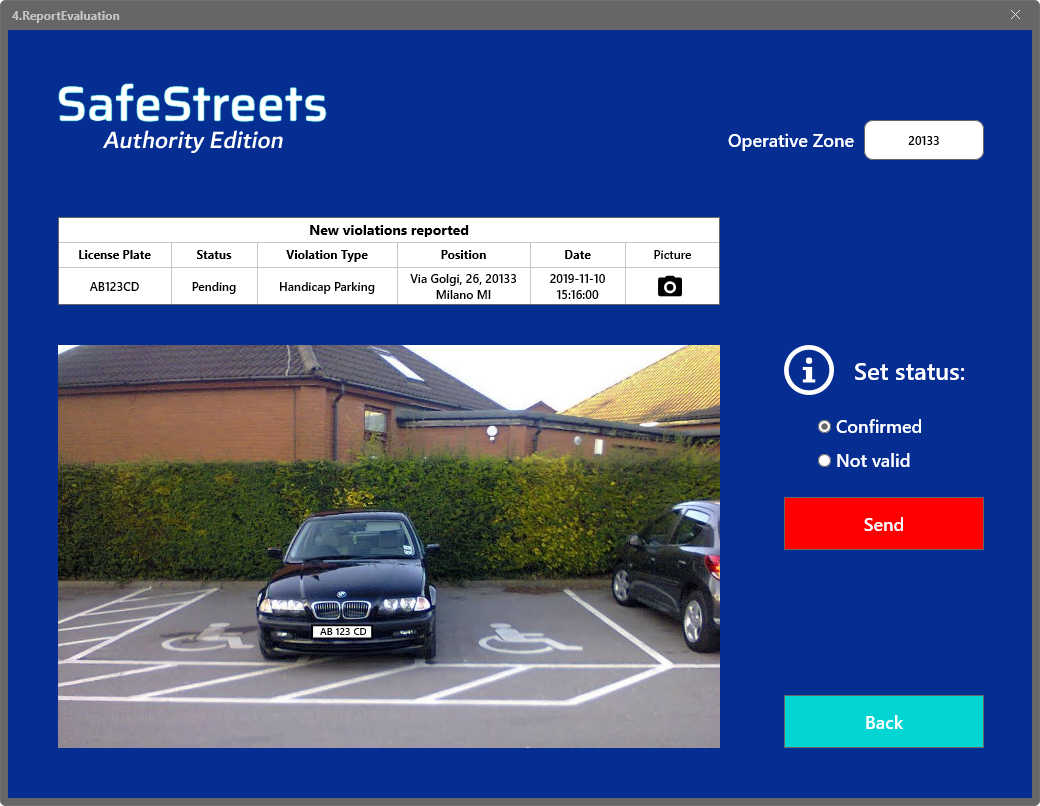 4.ReportEvaluation
SafeStreets
Authority Edition
Operative Zone 20133
New violations reported
License Plate Status Violation Type Position Date Picture
AB123CD Pending Handicap Parking Via Golgi, 26, 20133 Milano MI 2019-11-10 15:16:00
Set status:
Confirmed
Not valid
Send
AB 123 CD
Back